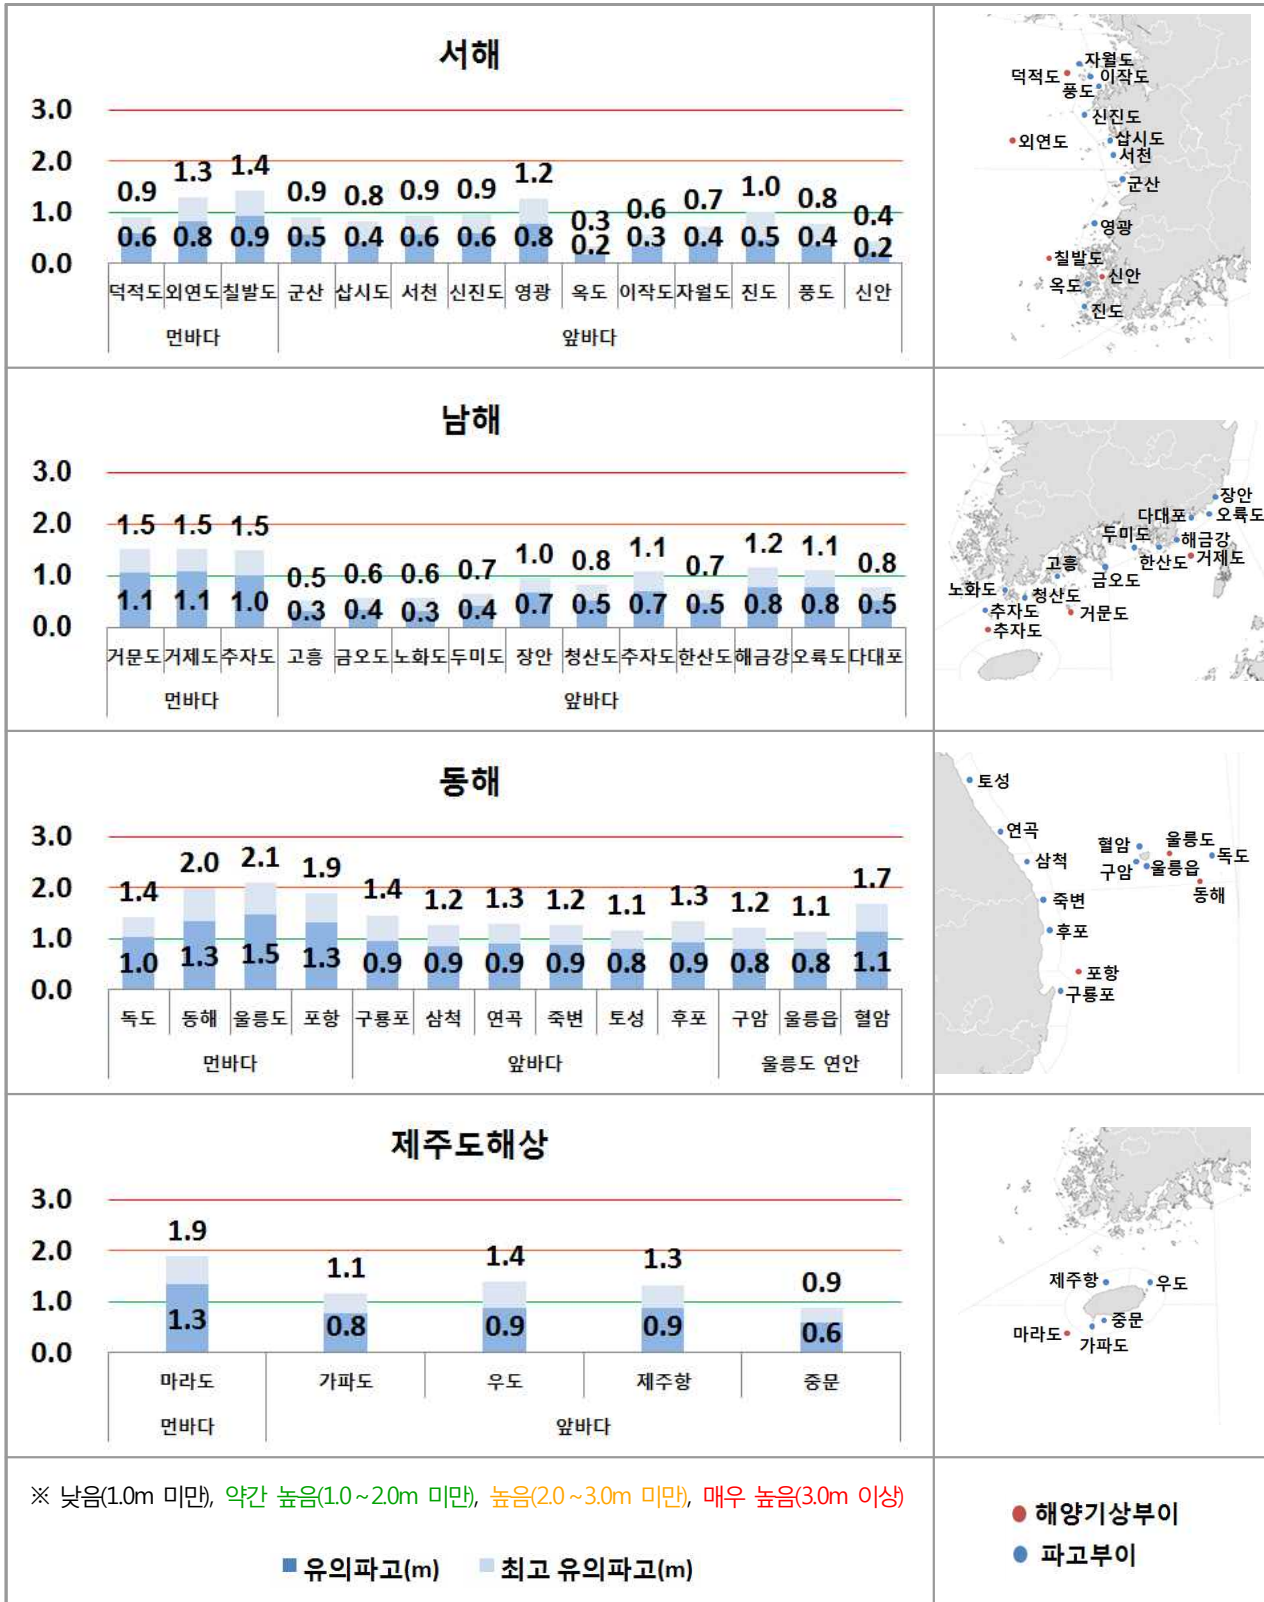 서해
3.0
2.0
1.0
0.0
0.9 1.3 1.4 0.9 0.8 0.9 0.9 1.2 0.3 0.6 0.7 1.0 0.8 0.4
0.6 0.8 0.9 0.5 0.4 0.6 0.6 0.8 0.2 0.3 0.4 0.5 0.4 0.2
덕적도 외연도 칠발도 군산 삽시도 서천 신진도 영광 옥도 이작도 자월도 진도 풍도 신안
먼바다 앞바다
자월도
덕적도 이작도
풍도
신진도
외연도 삽시도
서천
군산
영광
칠발도
신안
옥도
진도
남해
3.0
2.0
1.0
0.0
1.5 1.5 1.5 0.5 0.6 0.6 0.7 1.0 0.8 1.1 0.7 1.2 1.1 0.8
1.1 1.1 1.0 0.3 0.4 0.3 0.4 0.7 0.5 0.7 0.5 0.8 0.8 0.5
거문도 거제도 추자도 고흥 금오도 노화도 두미도 장안 청산도 추자도 한산도 해금강 오륙도 다대포
먼바다 앞바다
장안
다대포 오륙도
두미도 해금강
고흥 한산도 거제도
금오도
노화도 청산도
추자도 거문도
추자도
동해
3.0
2.0
1.0
0.0
1.4 2.0 2.1 1.9 1.4 1.2 1.3 1.2 1.1 1.3 1.2 1.1 1.7
1.0 1.3 1.5 1.3 0.9 0.9 0.9 0.9 0.8 0.9 0.8 0.8 1.1
독도 동해 울릉도 포항 구룡포 삼척 연곡 죽변 토성 후포 구암 울릉읍 혈암
먼바다 앞바다 울릉도 연안
토성
연곡
혈암 울릉도
삼척 독도
구암 울릉읍
동해
죽변
후포
포항
구룡포
제주도해상
3.0
2.0
1.0
0.0
1.9 1.1 1.4 1.3 0.9
1.3 0.8 0.9 0.9 0.6
마라도 가파도 우도 제주항 중문
먼바다 앞바다
제주항 우도
중문
마라도
가파도
※ 낮음(1.0m 미만), 약간 높음(1.0~2.0m 미만), 높음(2.0~3.0m 미만), 매우 높음(3.0m 이상)
유의파고(m) 최고 유의파고(m)
해양기상부이
파고부이